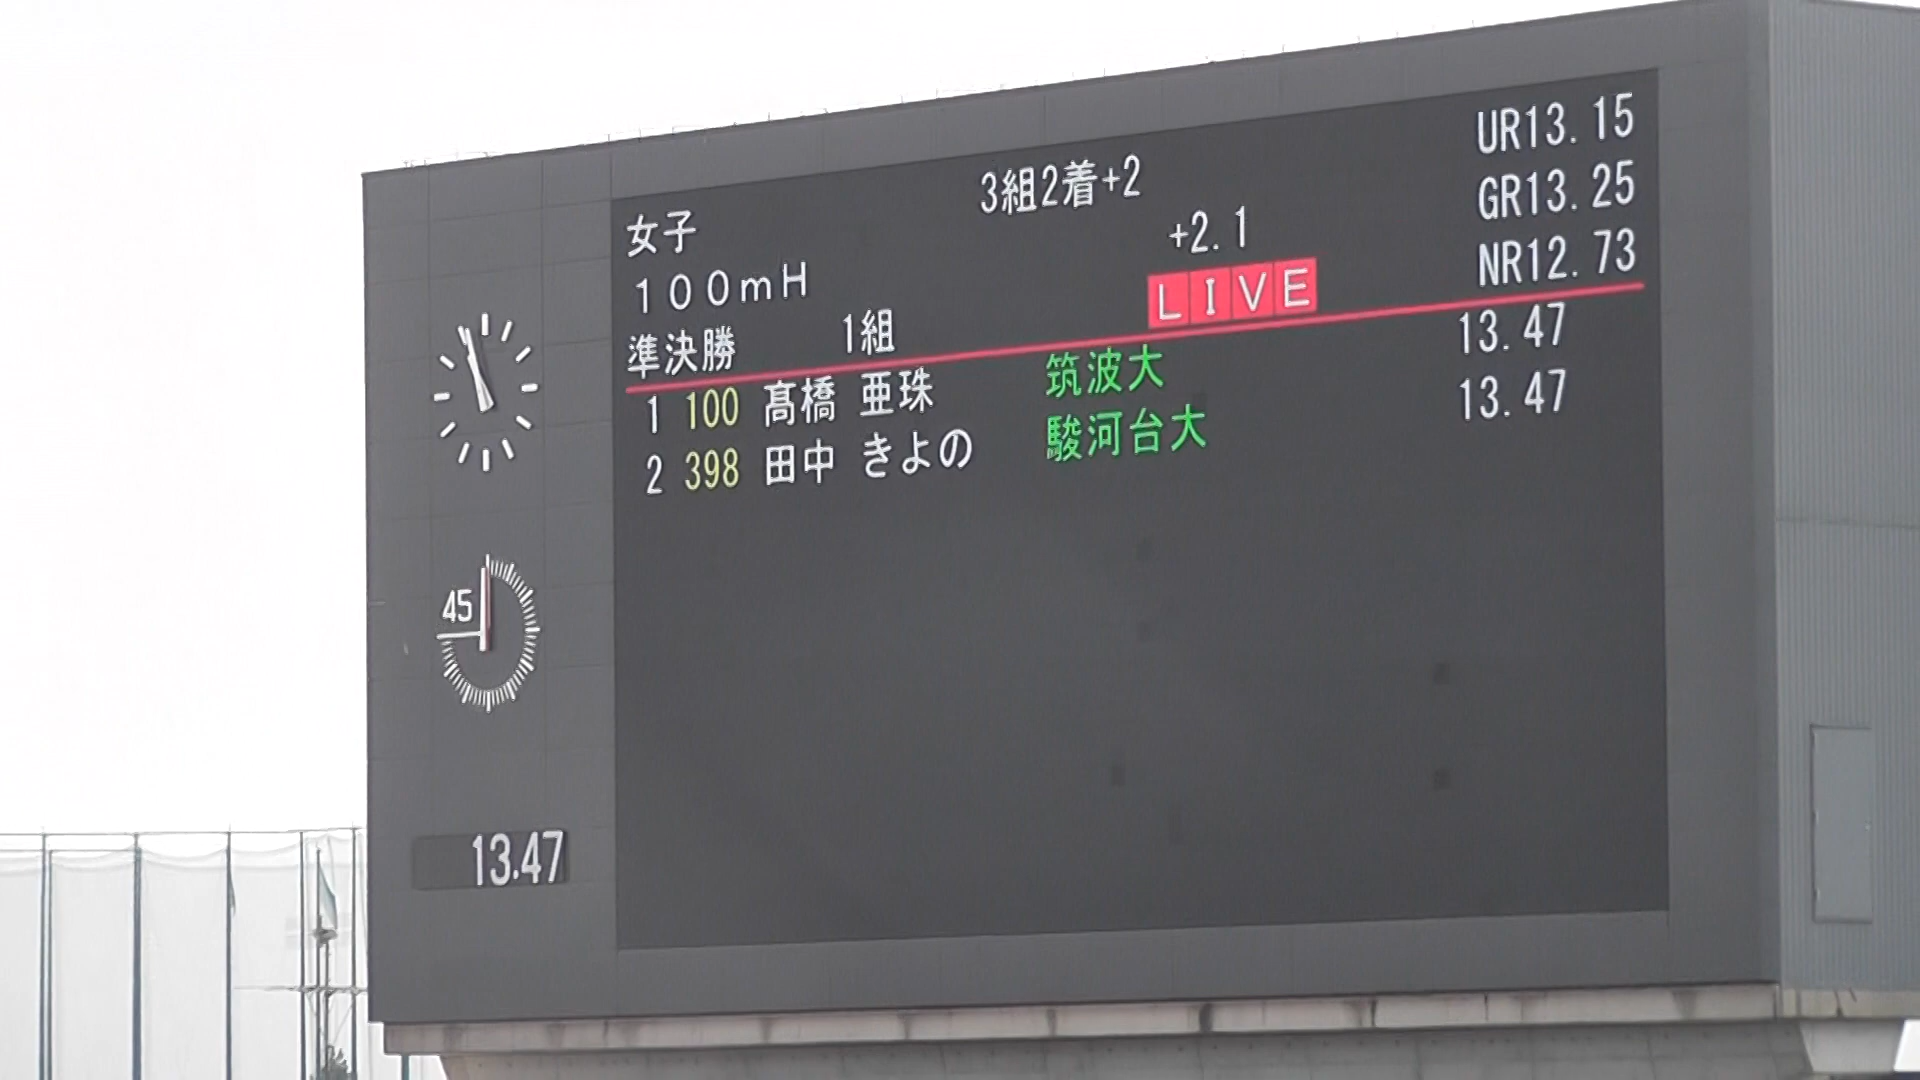 3組2着+2
UR13.15
女子
+2.1
GR13.25
100mH
LIVE
NR12.73
準決勝 1組
1 100 髙橋 亜珠 筑波大 13.47
2 398 田中 きよの 駿河台大 13.47
45
13.47